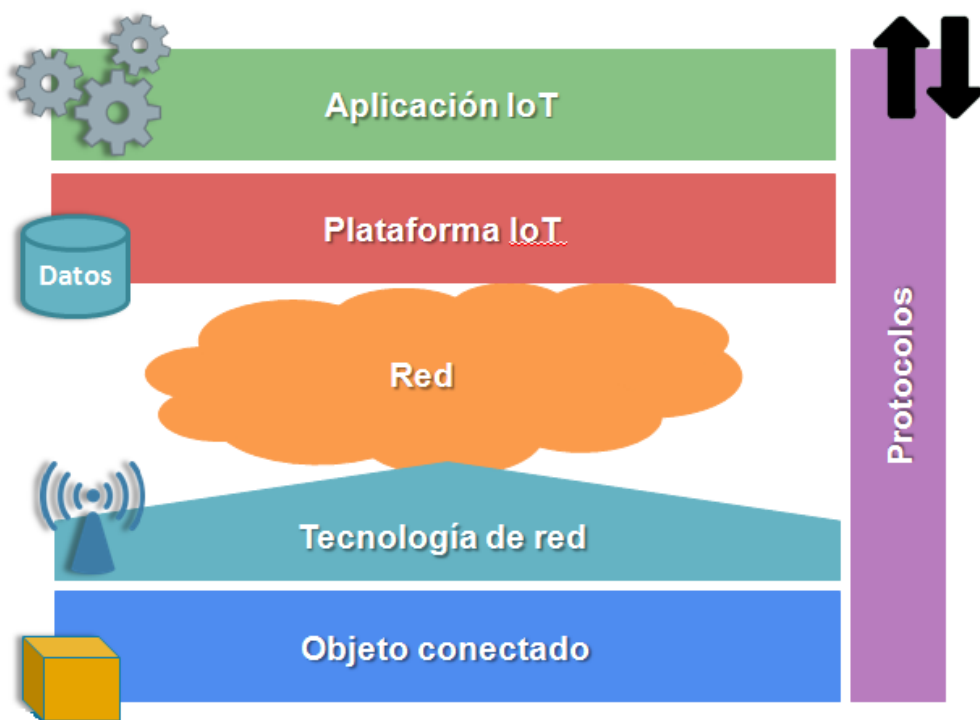 Aplicación IoT
Plataforma IoT
Datos
Red
Protocolos
Tecnología de red
Objeto conectado